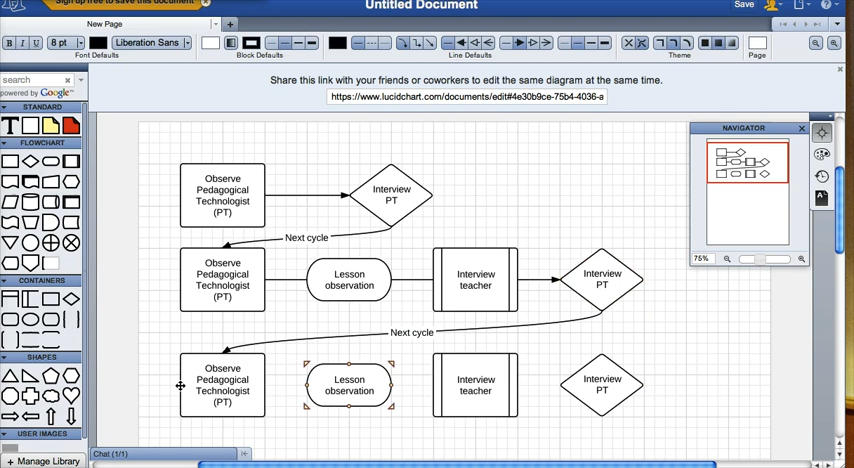 Sign up free to save this document
Untitled Document
Save
New Page
B I U 8 pt Liberation Sans
Font Defaults
Block Defaults
Line Defaults
Theme
Page
search
powered by Google™
Share this link with your friends or coworkers to edit the same diagram at the same time.
https://www.lucidchart.com/documents/edit#4e30b9ce-75b4-4036-a
STANDARD
T
FLOWCHART
CONTAINERS
SHAPES
USER IMAGES
+ Manage Library
NAVIGATOR
75%
A
Observe
Pedagogical
Technologist
(PT)
Interview
PT
Next cycle
Observe
Pedagogical
Technologist
(PT)
Lesson
observation
Interview
teacher
Interview
PT
Next cycle
Observe
Pedagogical
Technologist
(PT)
Lesson
observation
Interview
teacher
Interview
PT
Chat (1/1)